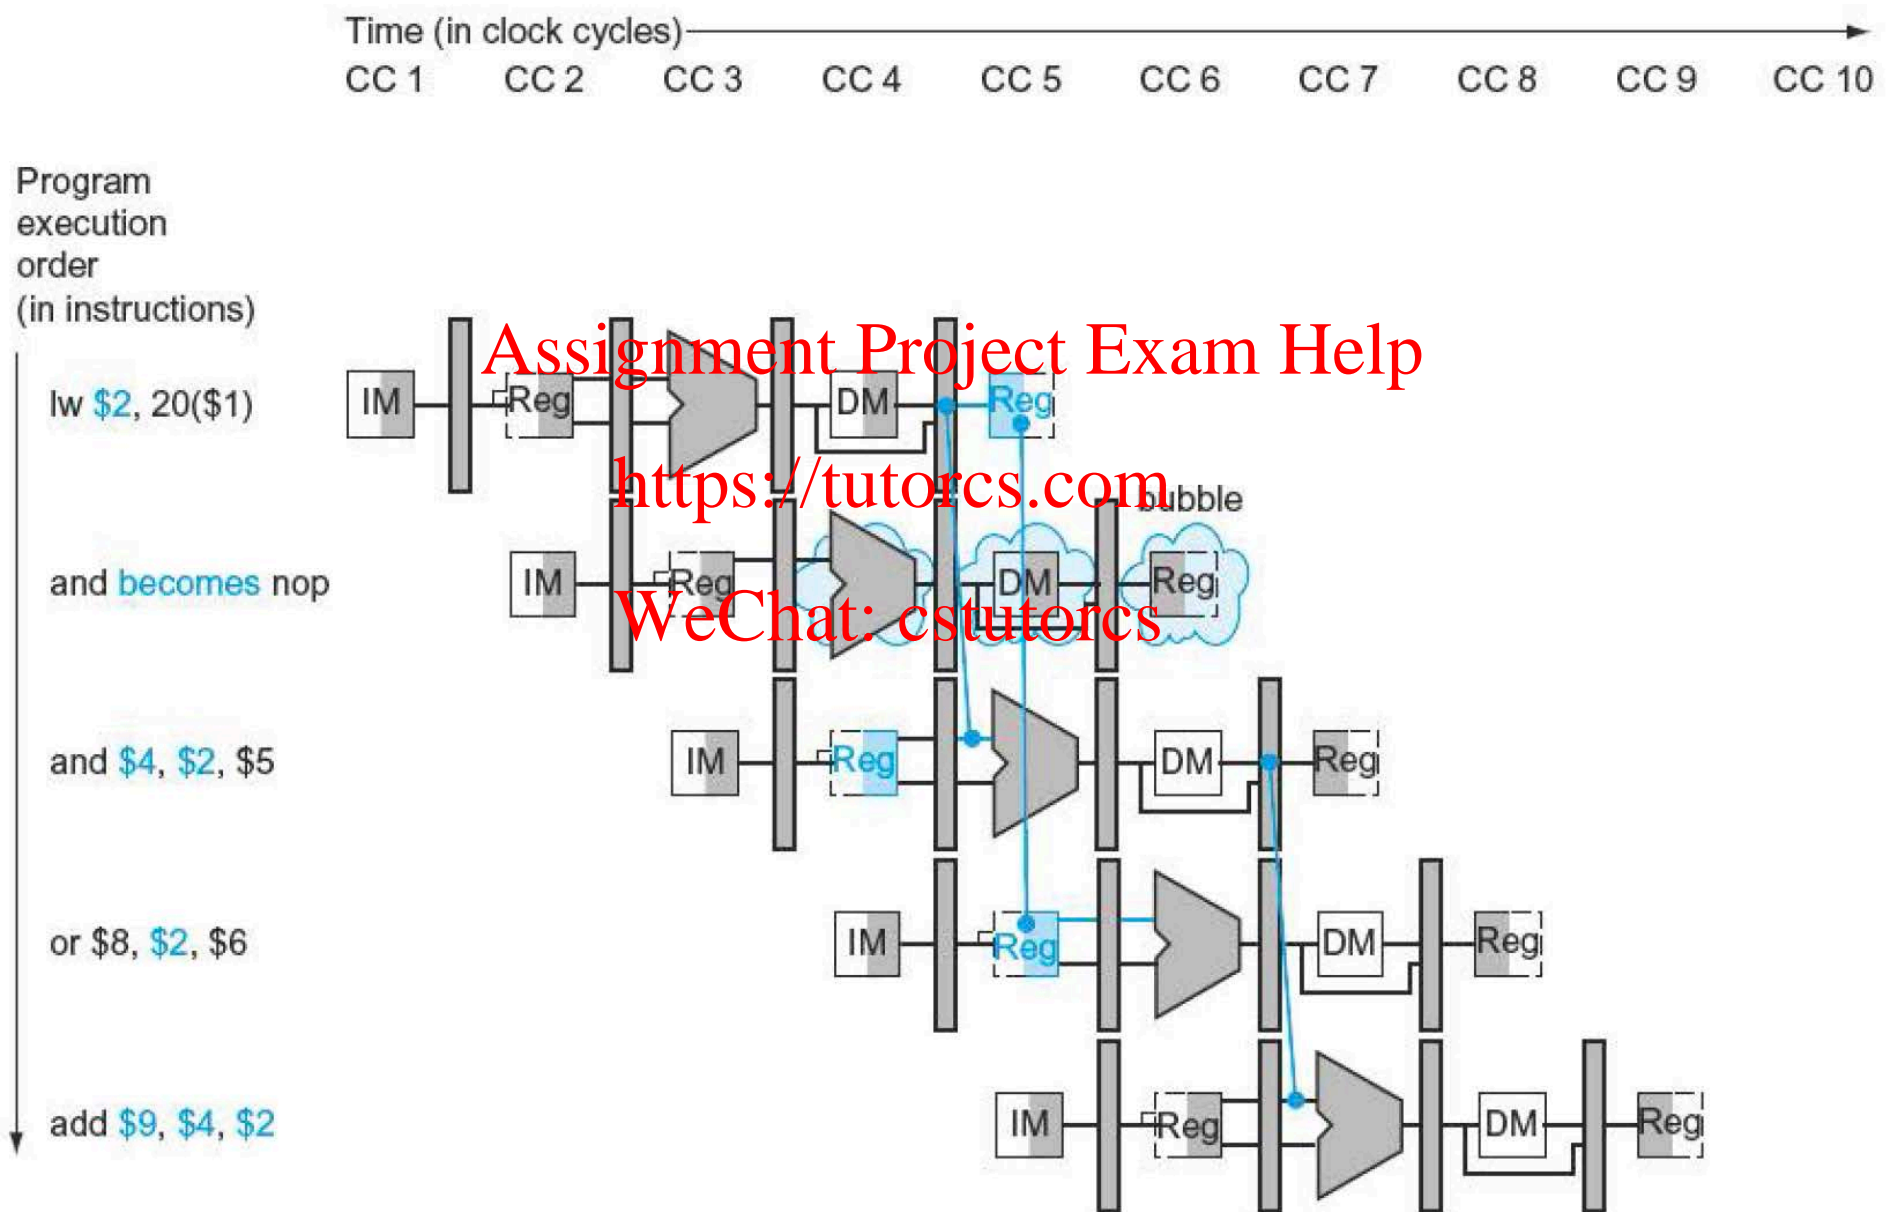 Time (in clock cycles)
CC 1 CC 2 CC 3 CC 4 CC 5 CC 6 CC 7 CC 8 CC 9 CC 10
Program
execution
order
(in instructions)
Assignment Project Exam Help
lw $2, 20($1) IM Reg DM Reg
https://tutorcs.com
bubble
and becomes nop IM Reg DM Reg
WeChat: cstutorcs
and $4, $2, $5 IM Reg DM Reg
or $8, $2, $6 IM Reg DM Reg
add $9, $4, $2 IM Reg DM Reg